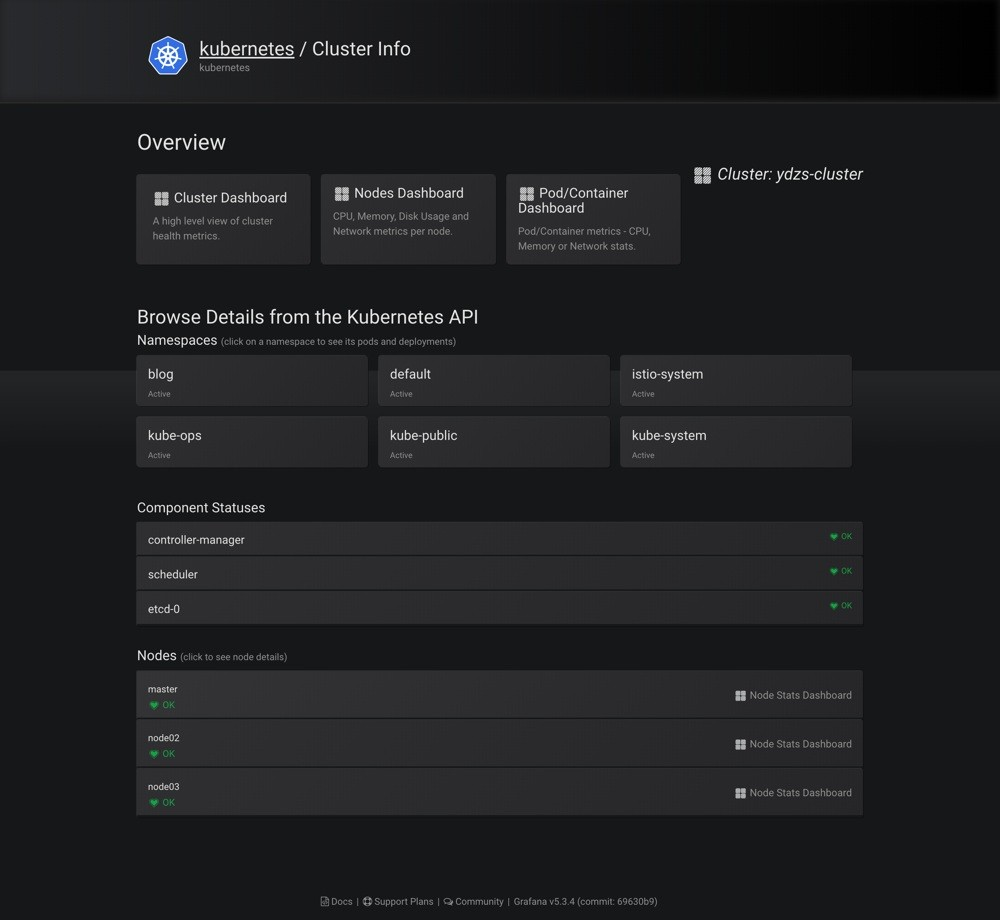 kubernetes / Cluster Info
kubernetes
Overview
Cluster: ydzs-cluster
Cluster Dashboard
A high level view of cluster
health metrics.
Nodes Dashboard
CPU, Memory, Disk Usage and
Network metrics per node.
Pod/Container
Dashboard
Pod/Container metrics - CPU,
Memory or Network stats.
Browse Details from the Kubernetes API
Namespaces (click on a namespace to see its pods and deployments)
blog
Active
default
Active
istio-system
Active
kube-ops
Active
kube-public
Active
kube-system
Active
Component Statuses
controller-manager OK
scheduler OK
etcd-0 OK
Nodes (click to see node details)
master
OK
Node Stats Dashboard
node02
OK
Node Stats Dashboard
node03
OK
Node Stats Dashboard
Docs | Support Plans | Community | Grafana v5.3.4 (commit: 69630b9)